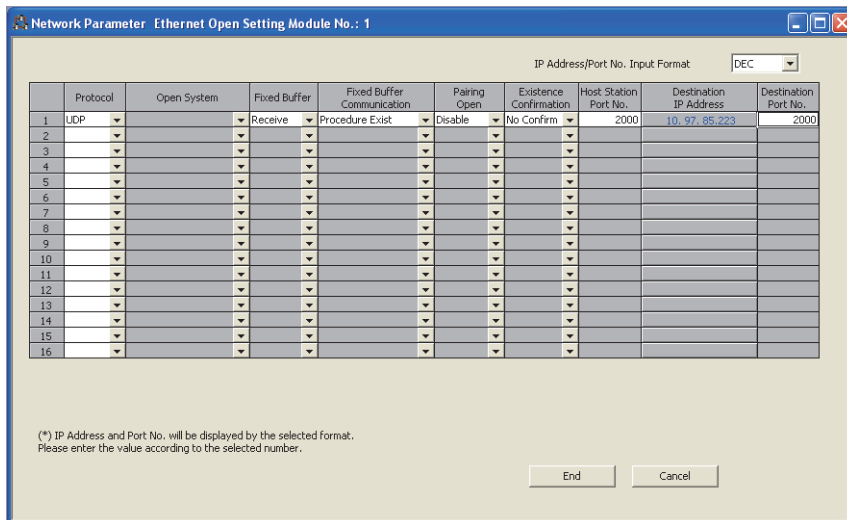 Network Parameter Ethernet Open Setting Module No.: 1
IP Address/Port No. Input Format DEC
Protocol Open System Fixed Buffer Fixed Buffer Communication Pairing Open Existence Confirmation Host Station Port No. Destination IP Address Destination Port No.
1 UDP Receive Procedure Exist Disable No Confirm 2000 10. 97. 85.223 2000
2
3
4
5
6
7
8
9
10
11
12
13
14
15
16
(*) IP Address and Port No. will be displayed by the selected format.
Please enter the value according to the selected number.
End Cancel